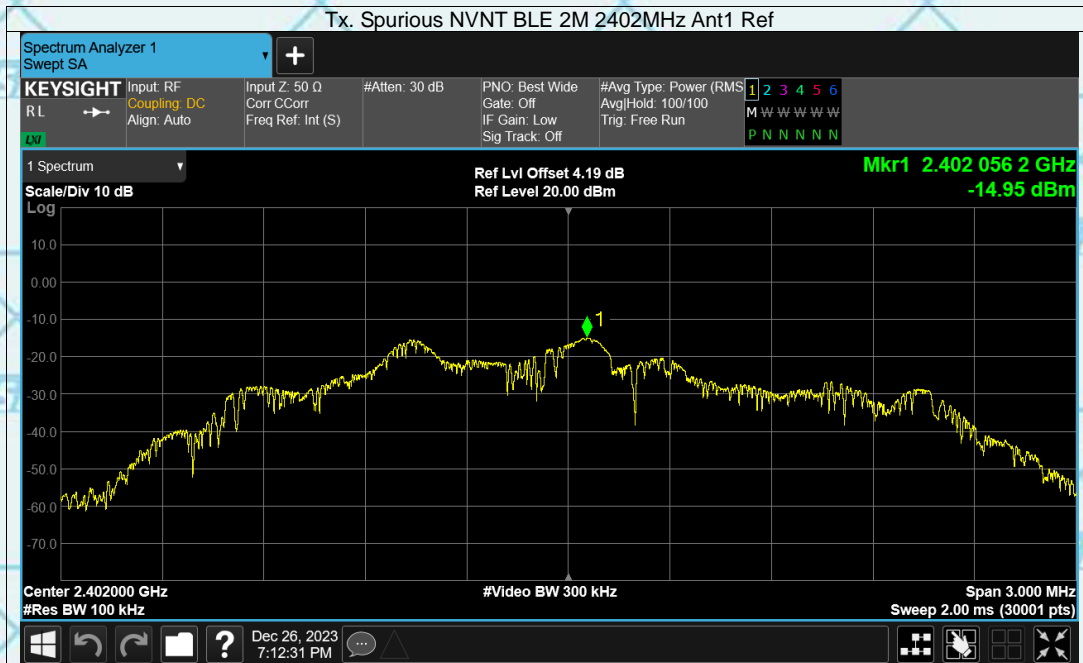 Tx. Spurious NVNT BLE 2M 2402MHz Ant1 Ref
Spectrum Analyzer 1
Swept SA
+
KEYSIGHT
R L
LXI
Input: RF
Coupling: DC
Align: Auto
Input Z: 50 Ω
Corr CCorr
Freq Ref: Int (S)
#Atten: 30 dB
PNO: Best Wide
Gate: Off
IF Gain: Low
Sig Track: Off
#Avg Type: Power (RMS
Avg|Hold: 100/100
Trig: Free Run
1 2 3 4 5 6
M W W W W W
P N N N N N
1 Spectrum
Scale/Div 10 dB
Ref Lvl Offset 4.19 dB
Ref Level 20.00 dBm
Mkr1 2.402 056 2 GHz
-14.95 dBm
Log
10.0
0.00
-10.0
-20.0
-30.0
-40.0
-50.0
-60.0
-70.0
1
Center 2.402000 GHz
#Video BW 300 kHz
Span 3.000 MHz
#Res BW 100 kHz
Sweep 2.00 ms (30001 pts)
?
Dec 26, 2023
7:12:31 PM